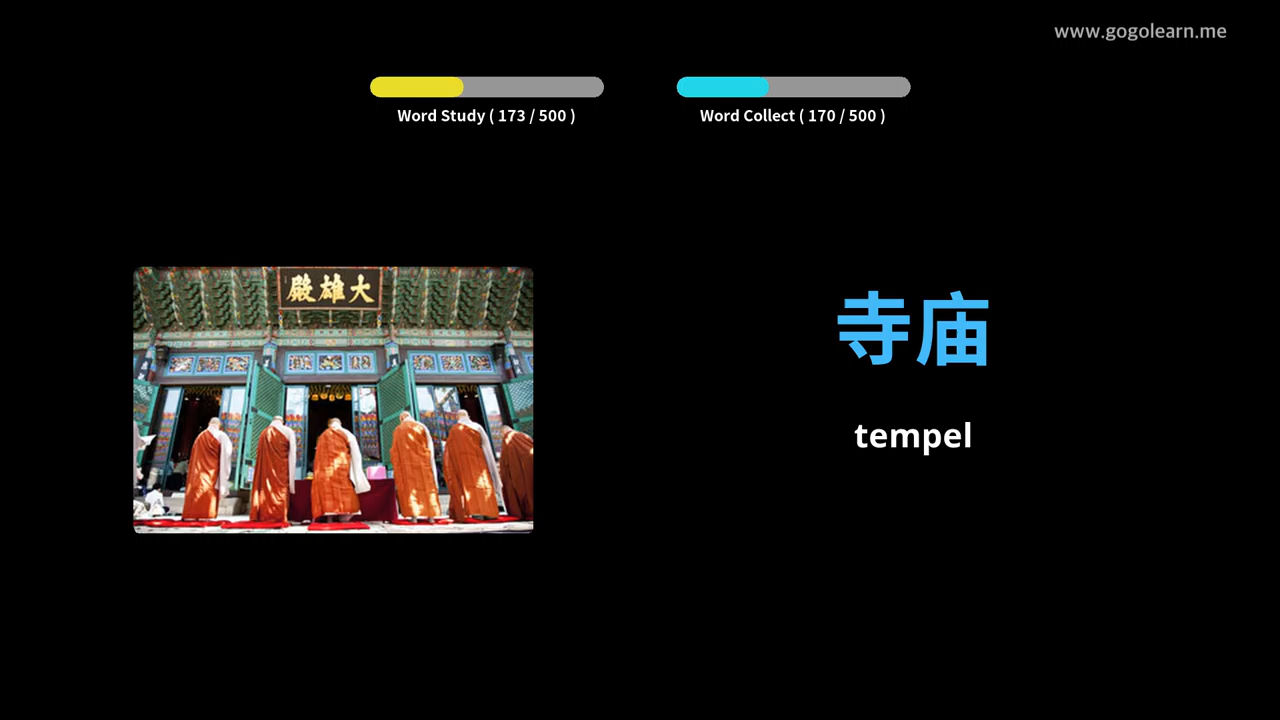 www.gogolearn.me
Word Study ( 173 / 500 )
Word Collect ( 170 / 500 )
殿雄大
寺庙
tempel